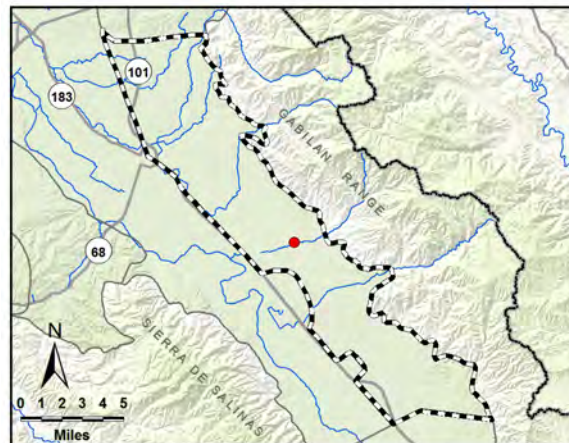 101
183
GABILAN RANGE
68
SIERRA DE SALINAS
N
0 1 2 3 4 5
Miles